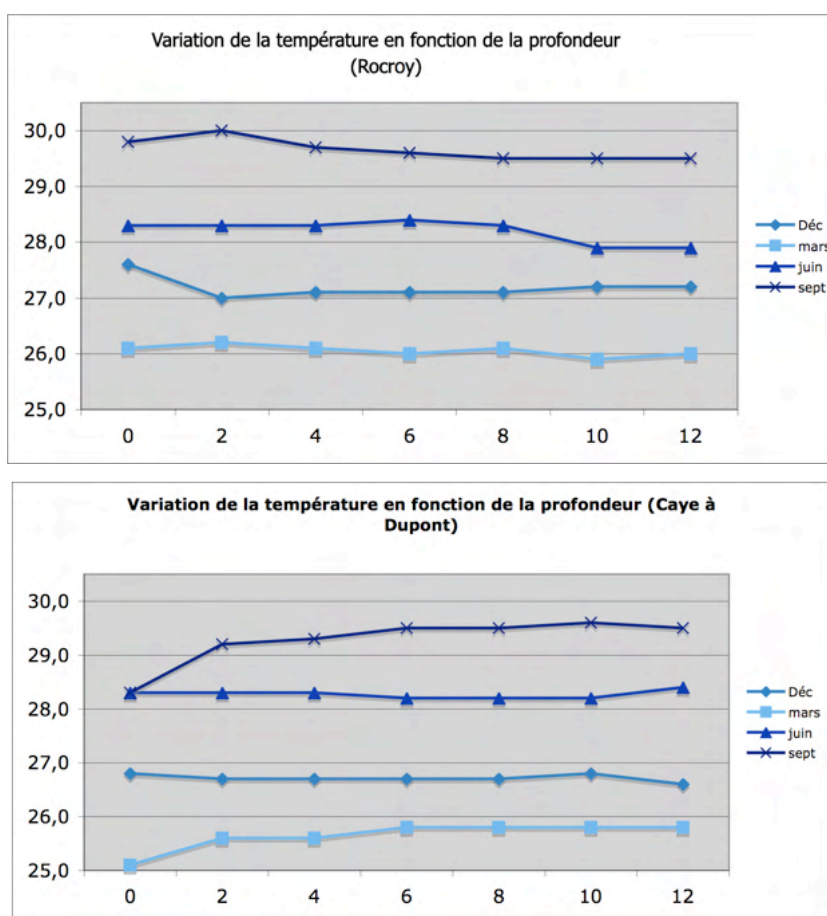 Variation de la température en fonction de la profondeur
(Rocroy)
30,0
29,0
28,0
27,0
26,0
25,0
0 2 4 6 8 10 12
Déc
mars
juin
sept
Variation de la température en fonction de la profondeur (Caye à
Dupont)
30,0
29,0
28,0
27,0
26,0
25,0
0 2 4 6 8 10 12
Déc
mars
juin
sept